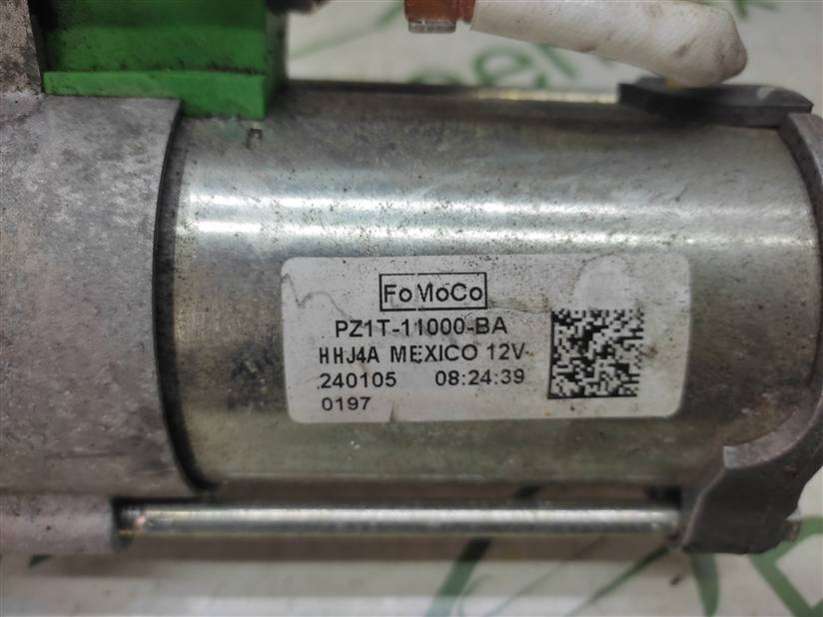 FoMoCo
PZ1T-11000-BA
HHJ4A MEXICO 12V
240105 08:24:39
0197